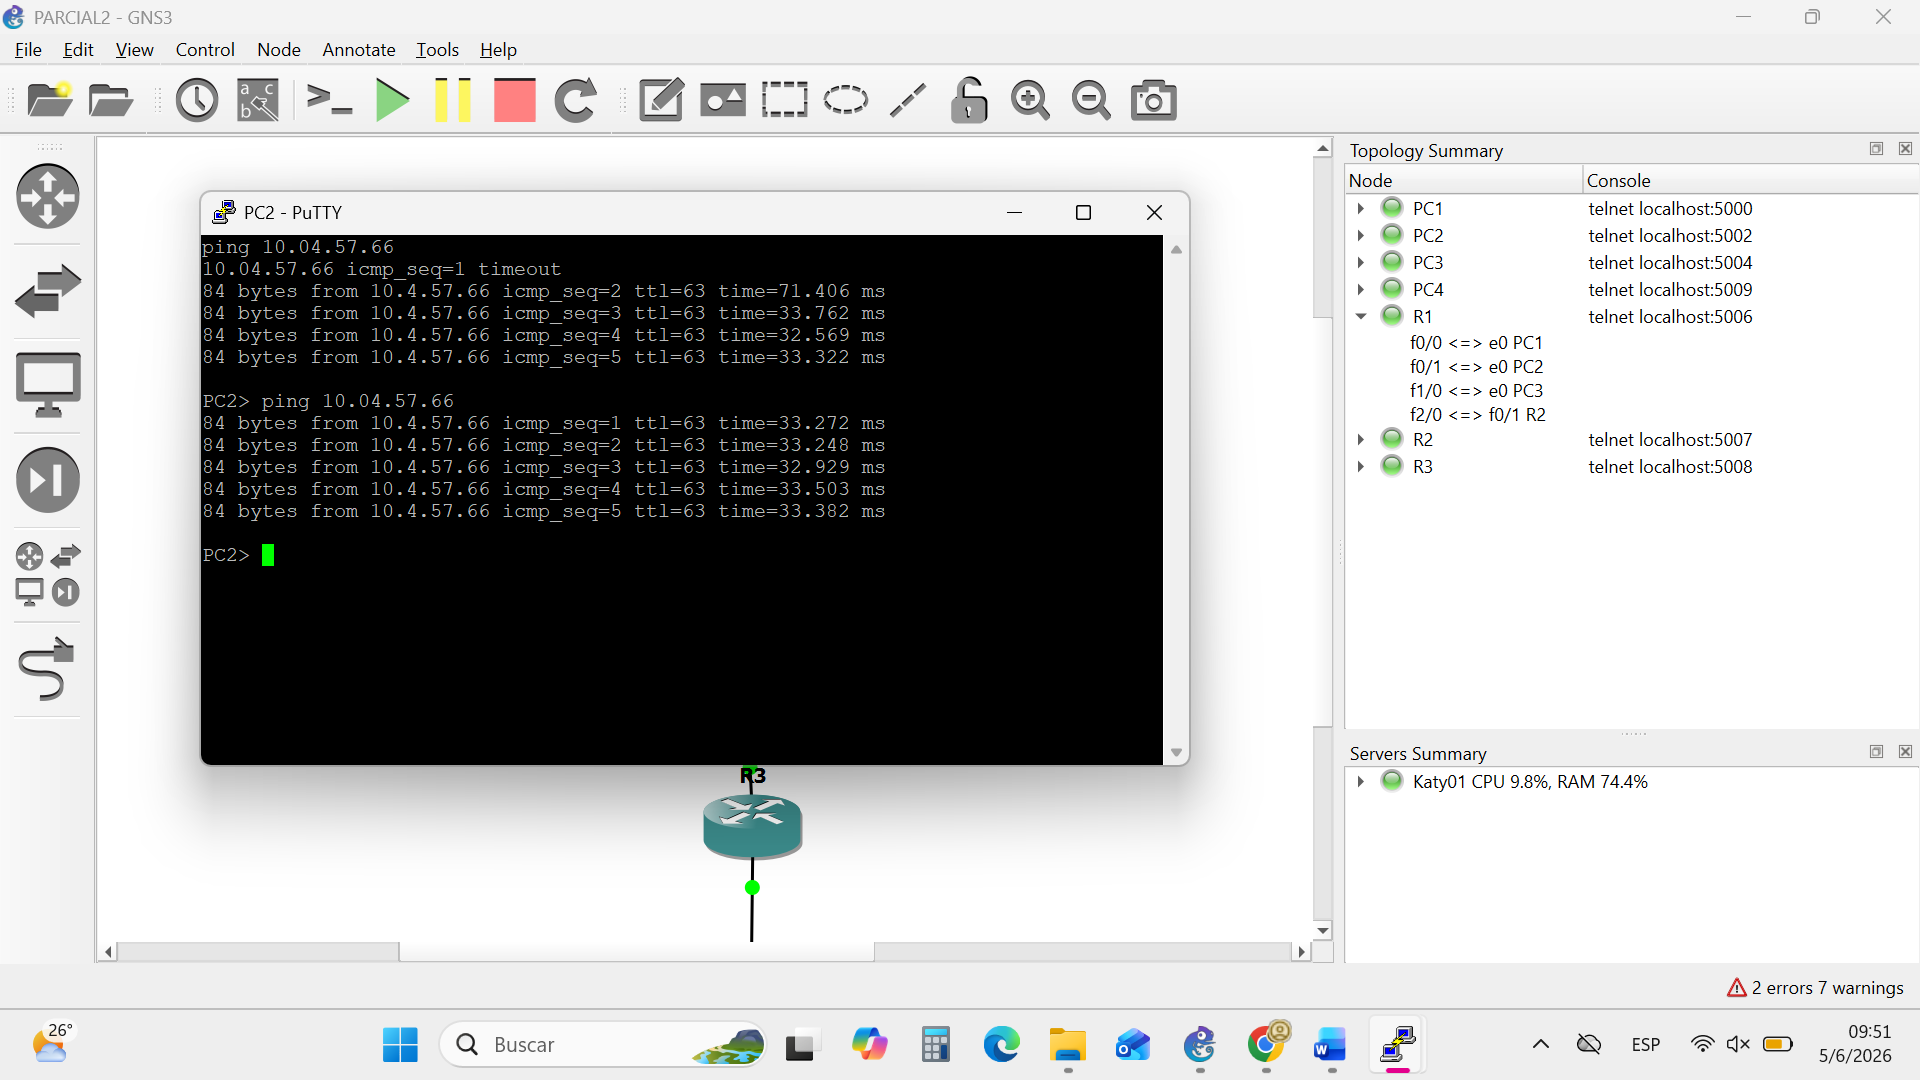 PARCIAL2 - GNS3
File Edit View Control Node Annotate Tools Help
a c
b
PC2 - PuTTY
ping 10.04.57.66
10.04.57.66 icmp_seq=1 timeout
84 bytes from 10.4.57.66 icmp_seq=2 ttl=63 time=71.406 ms
84 bytes from 10.4.57.66 icmp_seq=3 ttl=63 time=33.762 ms
84 bytes from 10.4.57.66 icmp_seq=4 ttl=63 time=32.569 ms
84 bytes from 10.4.57.66 icmp_seq=5 ttl=63 time=33.322 ms
PC2> ping 10.04.57.66
84 bytes from 10.4.57.66 icmp_seq=1 ttl=63 time=33.272 ms
84 bytes from 10.4.57.66 icmp_seq=2 ttl=63 time=33.248 ms
84 bytes from 10.4.57.66 icmp_seq=3 ttl=63 time=32.929 ms
84 bytes from 10.4.57.66 icmp_seq=4 ttl=63 time=33.503 ms
84 bytes from 10.4.57.66 icmp_seq=5 ttl=63 time=33.382 ms
PC2>
R3
Topology Summary
Node Console
PC1 telnet localhost:5000
PC2 telnet localhost:5002
PC3 telnet localhost:5004
PC4 telnet localhost:5009
R1 telnet localhost:5006
f0/0 <=> e0 PC1
f0/1 <=> e0 PC2
f1/0 <=> e0 PC3
f2/0 <=> f0/1 R2
R2 telnet localhost:5007
R3 telnet localhost:5008
Servers Summary
Katy01 CPU 9.8%, RAM 74.4%
2 errors 7 warnings
26°
Buscar
ESP
09:51
5/6/2026